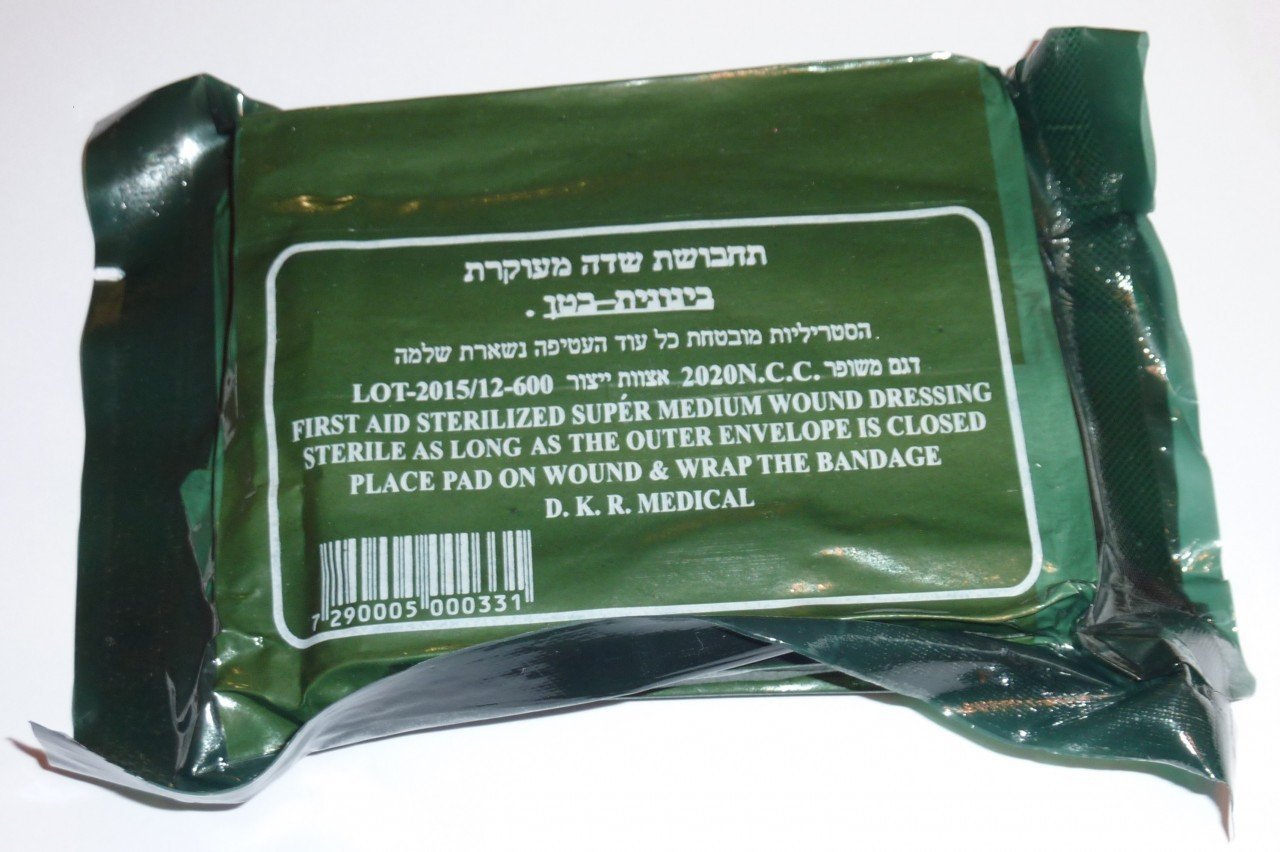 תחבושת שדה מעוקרת
בינונית–בטן .
הסטריליות מובטחת כל עוד העטיפה נשארת שלמה.
דגם משופר 2020N.C.C. אצוות ייצור LOT-2015/12-600
FIRST AID STERILIZED SUPÉR MEDIUM WOUND DRESSING
STERILE AS LONG AS THE OUTER ENVELOPE IS CLOSED
PLACE PAD ON WOUND & WRAP THE BANDAGE
D. K. R. MEDICAL
7 290005 000331